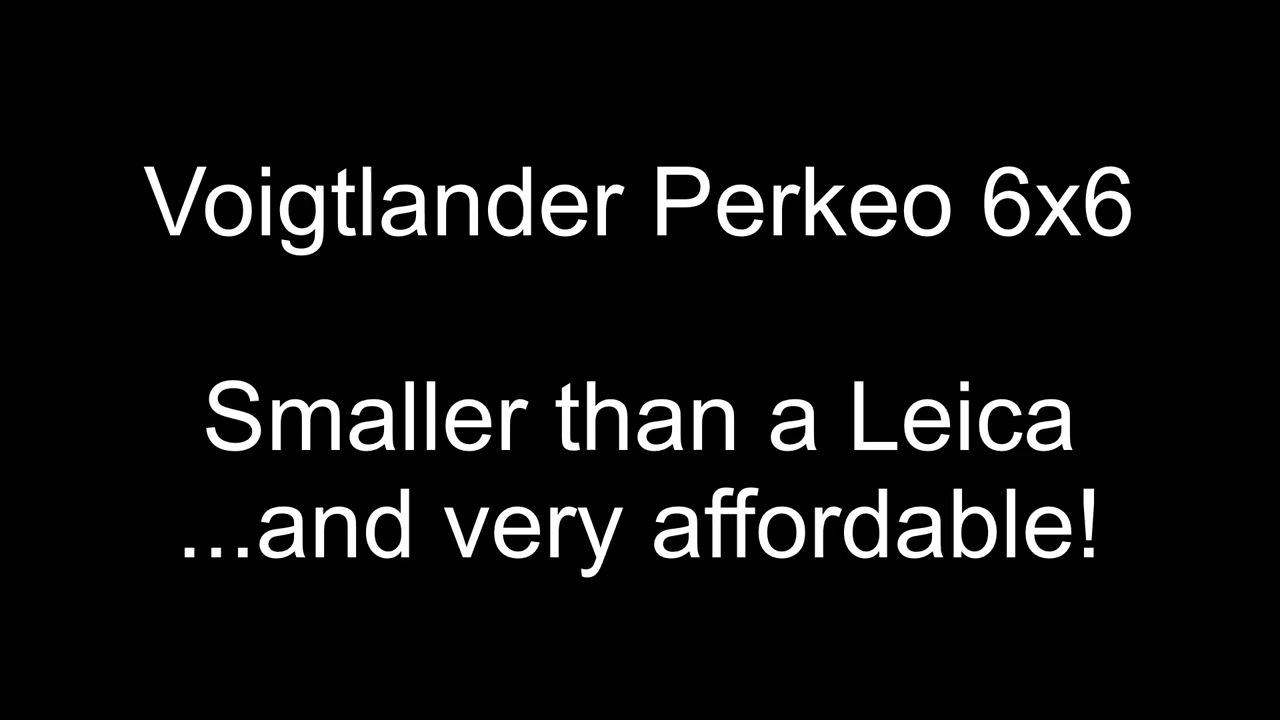 Voigtlander Perkeo 6x6
Smaller than a Leica
...and very affordable!